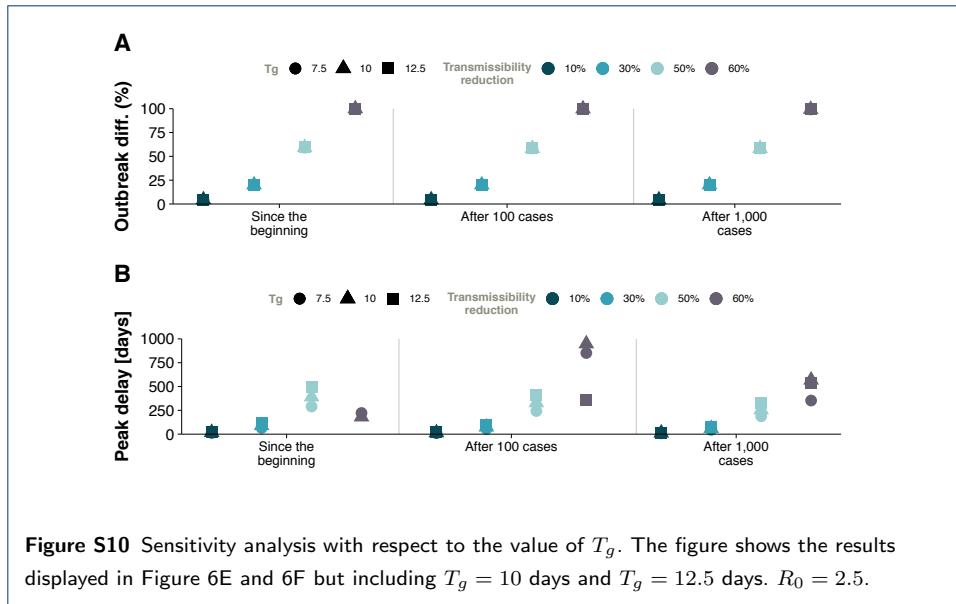 A
Tg 7.5 10 12.5 Transmissibility reduction 10% 30% 50% 60%
Outbreak diff. (%)
100
75
50
25
0
Since the beginning
After 100 cases
After 1,000 cases
B
Tg 7.5 10 12.5 Transmissibility reduction 10% 30% 50% 60%
Peak delay [days]
1000
750
500
250
0
Since the beginning
After 100 cases
After 1,000 cases
Figure S10 Sensitivity analysis with respect to the value of T_g. The figure shows the results
displayed in Figure 6E and 6F but including T_g = 10 days and T_g = 12.5 days. R_0 = 2.5.